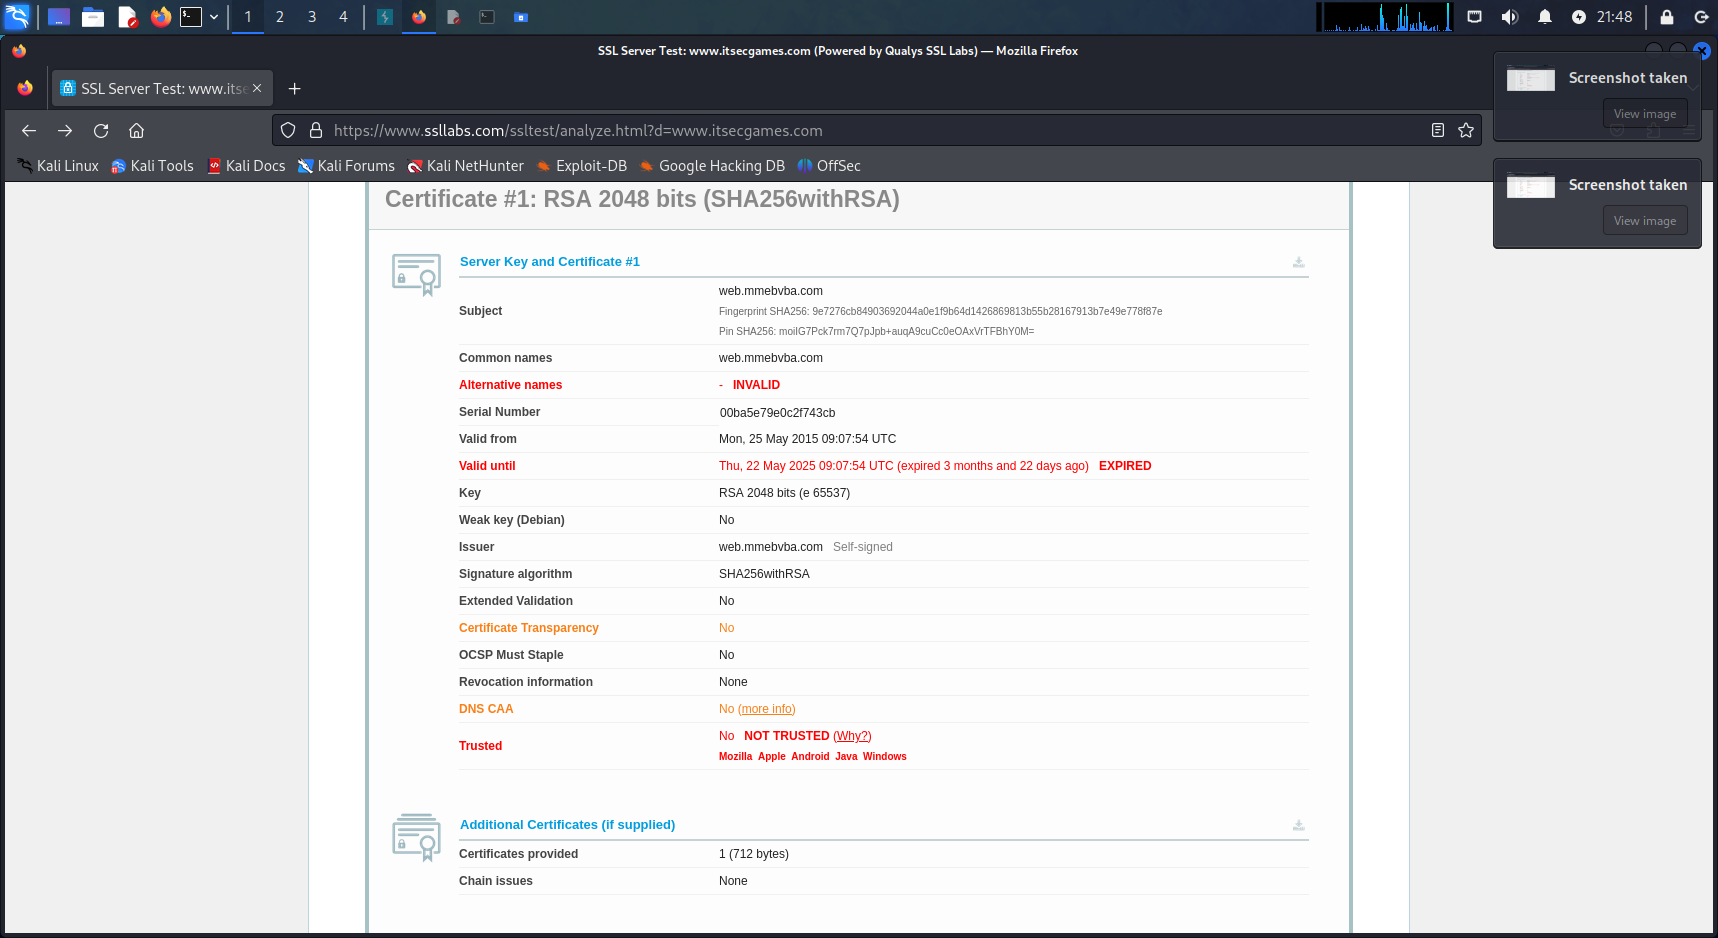 1 2 3 4
21:48
SSL Server Test: www.itsecgames.com (Powered by Qualys SSL Labs) — Mozilla Firefox
SSL Server Test: www.itse
Screenshot taken
View image
https://www.ssllabs.com/ssltest/analyze.html?d=www.itsecgames.com
Kali Linux Kali Tools Kali Docs Kali Forums Kali NetHunter Exploit-DB Google Hacking DB OffSec
Screenshot taken
View image
Certificate #1: RSA 2048 bits (SHA256withRSA)
Server Key and Certificate #1
Subject
web.mmebvba.com
Fingerprint SHA256: 9e7276cb84903692044a0e1f9b64d1426869813b55b28167913b7e49e778f87e
Pin SHA256: moiIG7Pck7rm7Q7pJpb+auqA9cuCc0eOAxVrTFBhY0M=
Common names web.mmebvba.com
Alternative names - INVALID
Serial Number 00ba5e79e0c2f743cb
Valid from Mon, 25 May 2015 09:07:54 UTC
Valid until Thu, 22 May 2025 09:07:54 UTC (expired 3 months and 22 days ago) EXPIRED
Key RSA 2048 bits (e 65537)
Weak key (Debian) No
Issuer web.mmebvba.com Self-signed
Signature algorithm SHA256withRSA
Extended Validation No
Certificate Transparency No
OCSP Must Staple No
Revocation information None
DNS CAA No (more info)
Trusted No NOT TRUSTED (Why?)
Mozilla Apple Android Java Windows
Additional Certificates (if supplied)
Certificates provided 1 (712 bytes)
Chain issues None